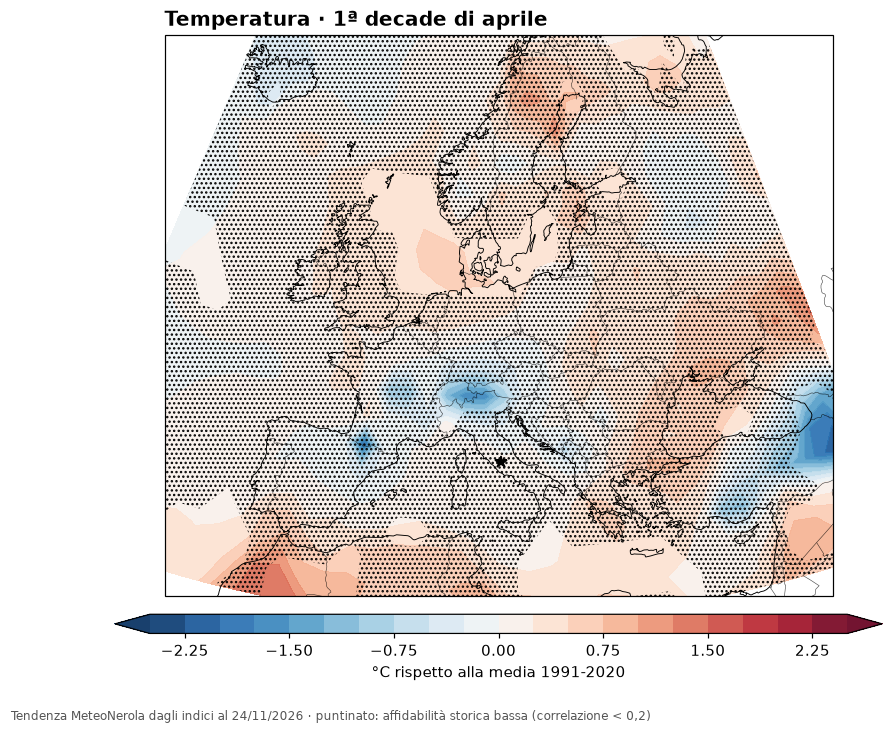 Temperatura · 1ª decade di aprile
−2.25 −1.50 −0.75 0.00 0.75 1.50 2.25
°C rispetto alla media 1991-2020
Tendenza MeteoNerola dagli indici al 24/11/2026 · puntinato: affidabilità storica bassa (correlazione < 0,2)